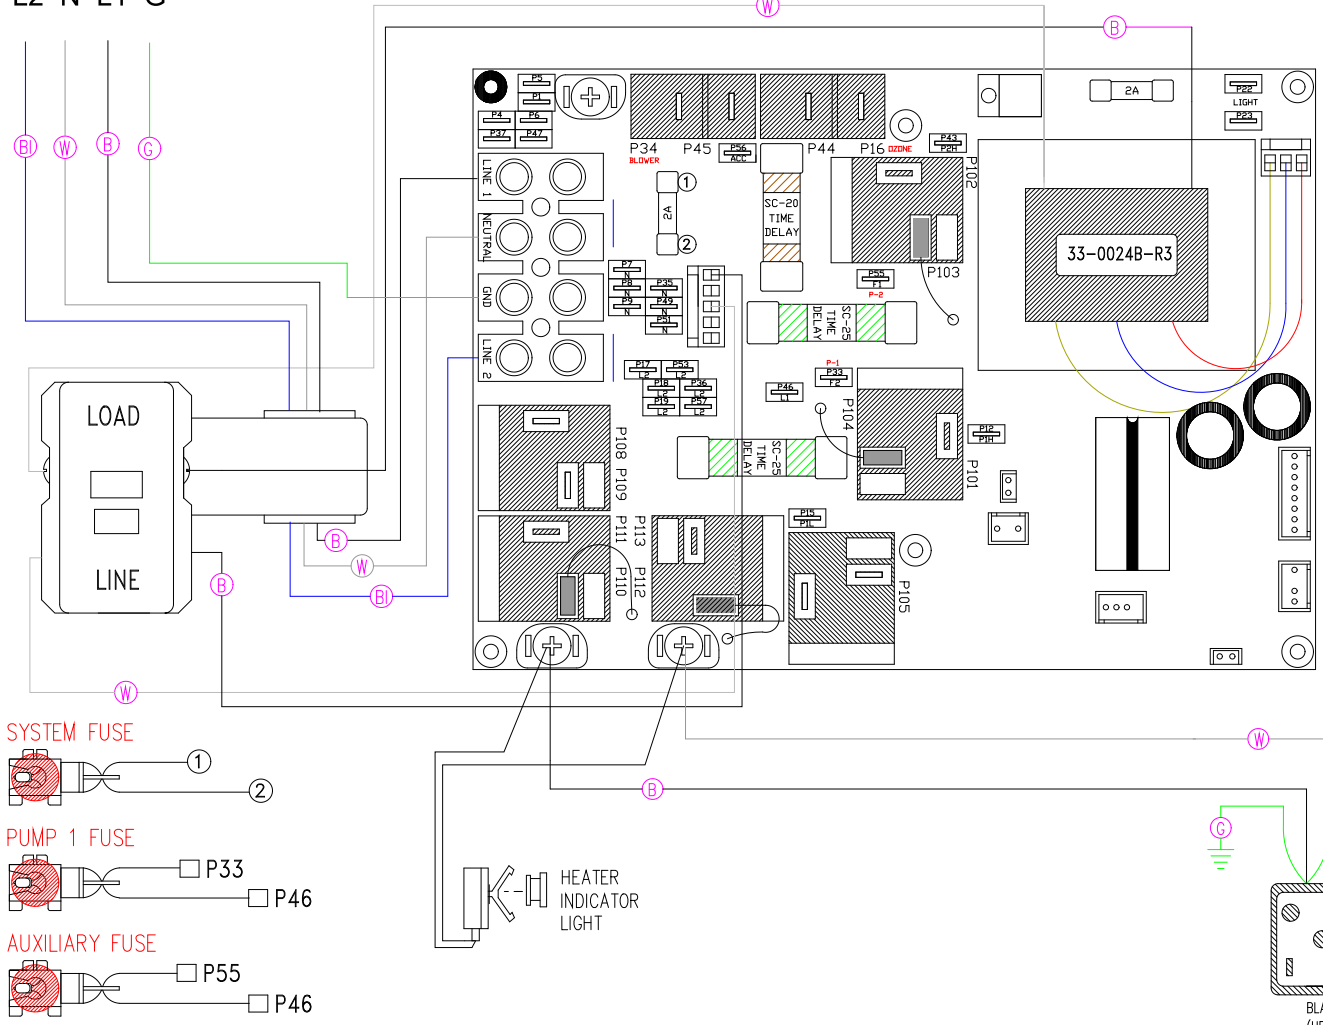 L2 N L1 G
W
B
Bl
W
B
G
P5
P1
P4
P6
P37
P47
P34
BLOWER
P45
P56
ACC
P44
P16
OZONE
P43
P2H
P102
2A
P22
LIGHT
P23
LINE 1
NEUTRAL
GND
LINE 2
1
2A
2
SC-20
TIME
DELAY
P103
33-0024B-R3
P7
N
P8
N
P9
N
P35
N
P49
N
P51
N
P55
F1
P-2
SC-25
TIME
DELAY
P-1
P33
F2
P17
L2
P53
L2
P18
L2
P36
L2
P19
L2
P57
L2
P46
L1
P104
P12
P1H
P101
LOAD
LINE
P108
P109
SC-25
TIME
DELAY
P111
P113
P110
P112
P15
P1L
P105
B
W
B
Bl
W
SYSTEM FUSE
1
2
PUMP 1 FUSE
P33
P46
AUXILIARY FUSE
P55
P46
W
B
G
HEATER
INDICATOR
LIGHT